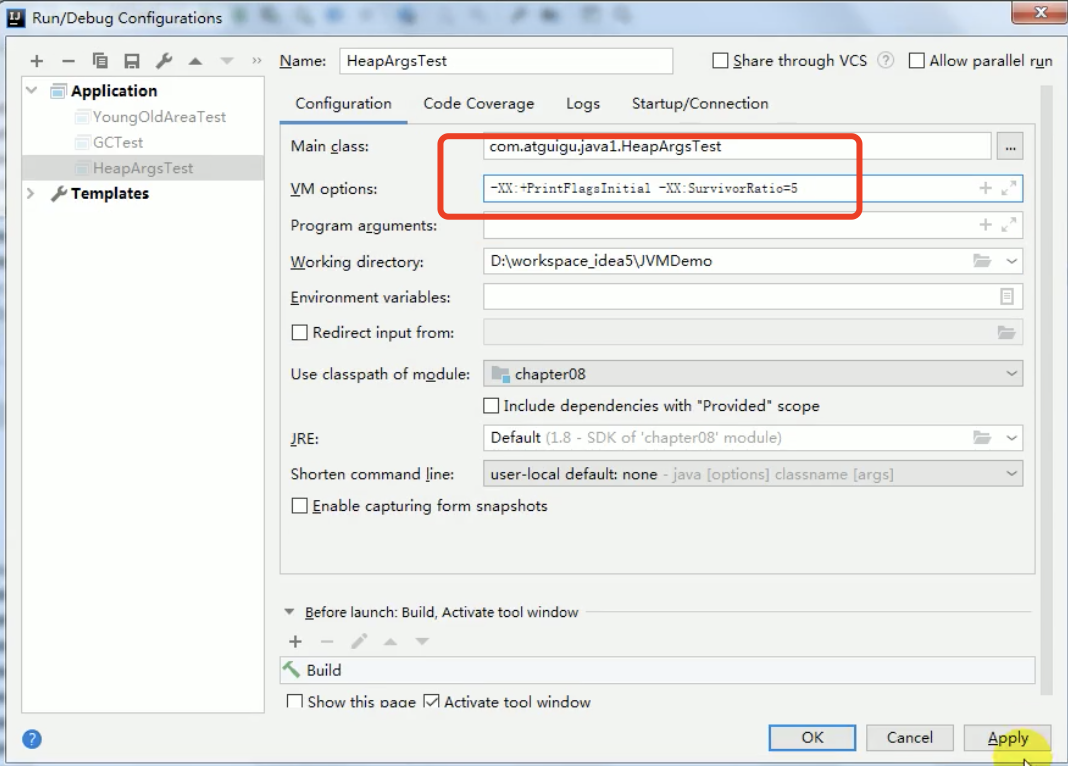 Run/Debug Configurations
Name: HeapArgsTest Share through VCS ? Allow parallel run
Application
YoungOldAreaTest
GCTest
HeapArgsTest
Templates
Configuration Code Coverage Logs Startup/Connection
Main class: com.atguigu.java1.HeapArgsTest ...
VM options: -XX:+PrintFlagsInitial -XX:SurvivorRatio=5
Program arguments:
Working directory: D:\workspace_idea5\JVMDemo
Environment variables:
Redirect input from:
Use classpath of module: chapter08
Include dependencies with "Provided" scope
JRE: Default (1.8 - SDK of 'chapter08' module)
Shorten command line: user-local default: none - java [options] classname [args]
Enable capturing form snapshots
Before launch: Build, Activate tool window
Build
Show this page Activate tool window
? OK Cancel Apply